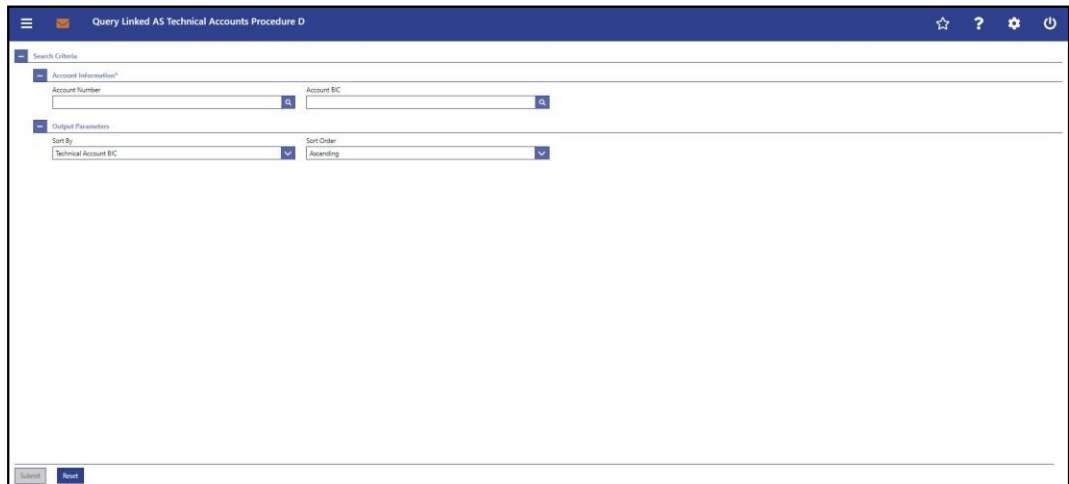 Query Linked AS Technical Accounts Procedure D
Search Criteria
Account Information*
Account Number Account BIC
Output Parameters
Sort By Sort Order
Technical Account BIC Ascending
Submit Reset